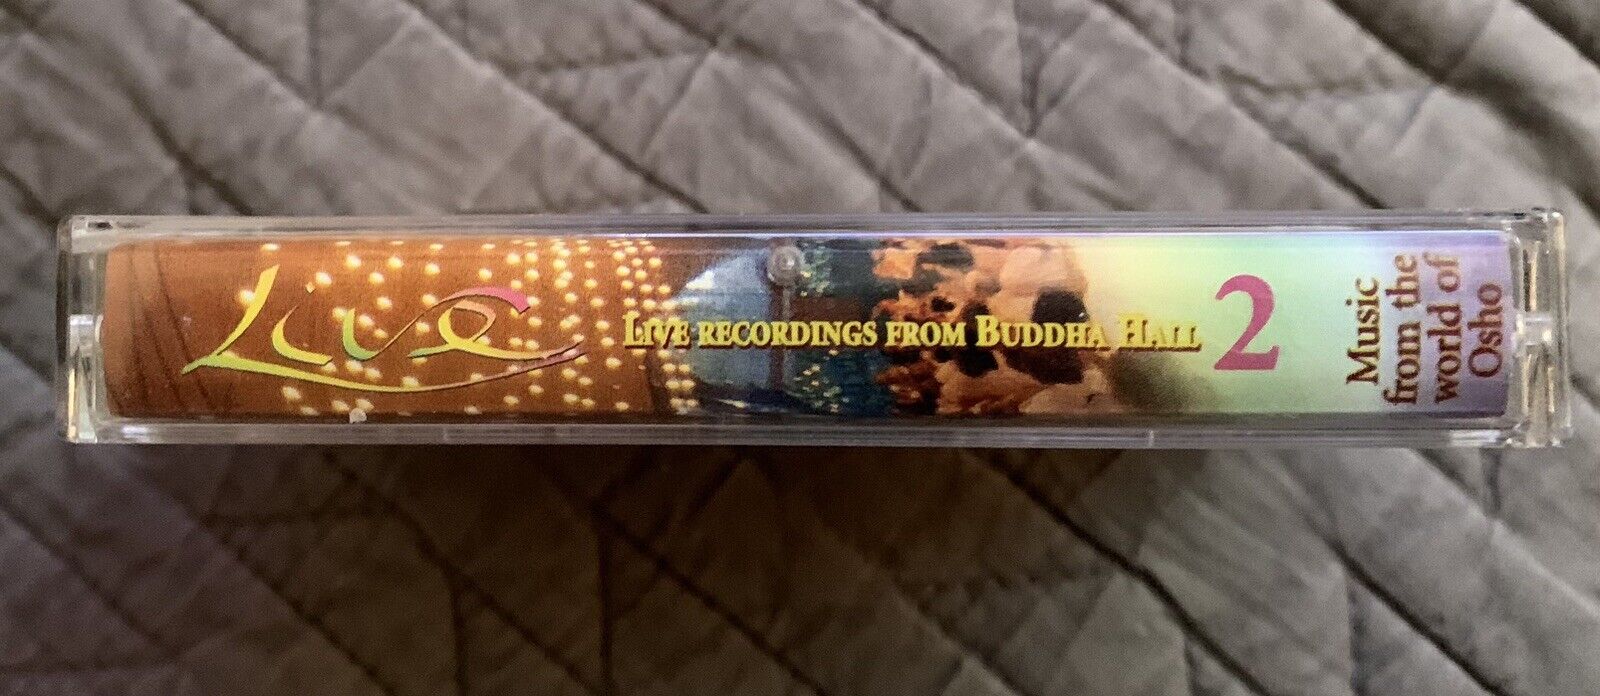 Live
LIVE RECORDINGS FROM BUDDHA HALL
2
Music
from the
world of
Osho